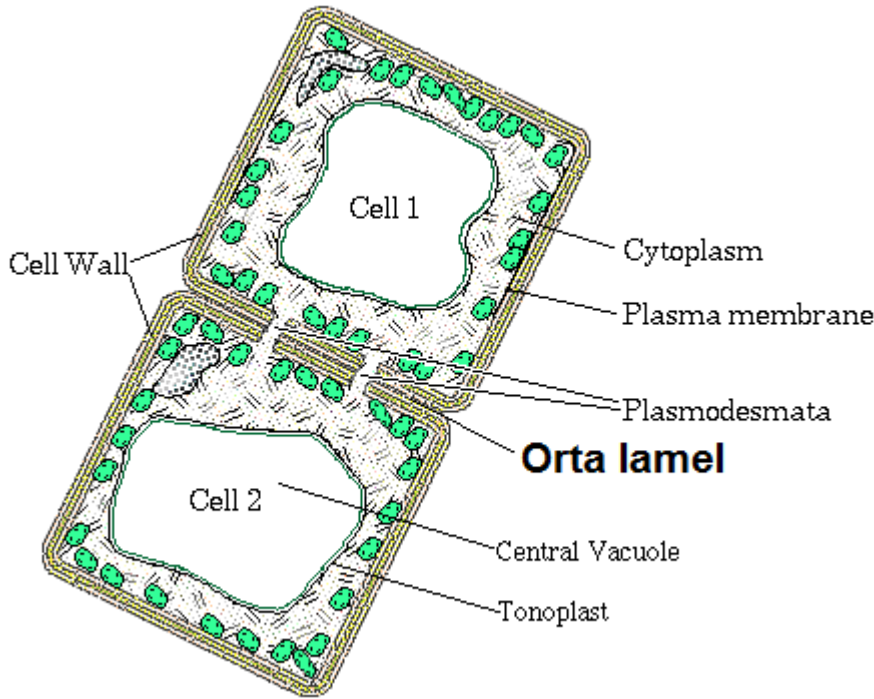 Cell 1
Cytoplasm
Cell Wall
Plasma membrane
Plasmodesmata
Orta lamel
Cell 2
Central Vacuole
Tonoplast